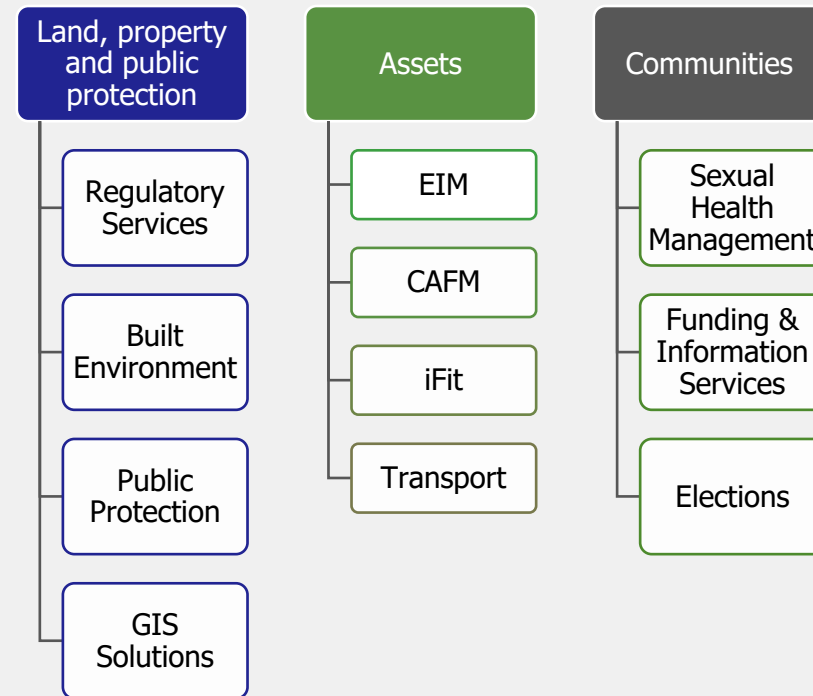 Land, property
and public
protection
Regulatory
Services
Built
Environment
Public
Protection
GIS
Solutions
Assets
EIM
CAFM
iFit
Transport
Communities
Sexual
Health
Management
Funding &
Information
Services
Elections